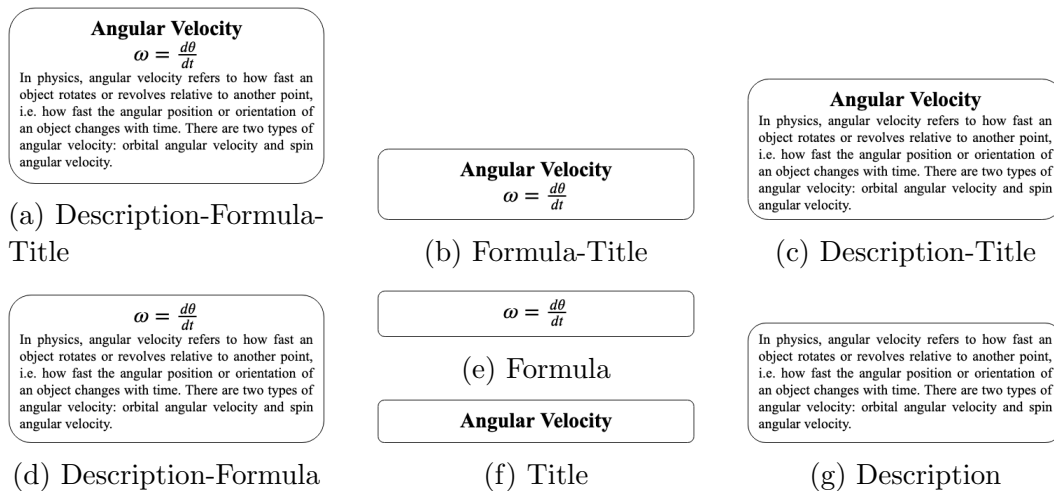 Angular Velocity
ω = dθ/dt
In physics, angular velocity refers to how fast an
object rotates or revolves relative to another point,
i.e. how fast the angular position or orientation of
an object changes with time. There are two types of
angular velocity: orbital angular velocity and spin
angular velocity.
(a) Description-Formula-
Title
Angular Velocity
ω = dθ/dt
(b) Formula-Title
Angular Velocity
In physics, angular velocity refers to how fast an
object rotates or revolves relative to another point,
i.e. how fast the angular position or orientation of
an object changes with time. There are two types of
angular velocity: orbital angular velocity and spin
angular velocity.
(c) Description-Title
ω = dθ/dt
In physics, angular velocity refers to how fast an
object rotates or revolves relative to another point,
i.e. how fast the angular position or orientation of
an object changes with time. There are two types of
angular velocity: orbital angular velocity and spin
angular velocity.
(d) Description-Formula
ω = dθ/dt
(e) Formula
Angular Velocity
(f) Title
In physics, angular velocity refers to how fast an
object rotates or revolves relative to another point,
i.e. how fast the angular position or orientation of
an object changes with time. There are two types of
angular velocity: orbital angular velocity and spin
angular velocity.
(g) Description